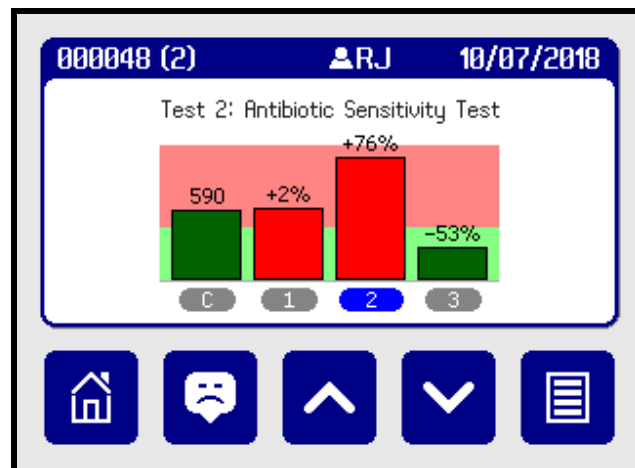 000048 (2) RJ 10/07/2018
Test 2: Antibiotic Sensitivity Test
+76%
590 +2%
-53%
C 1 2 3